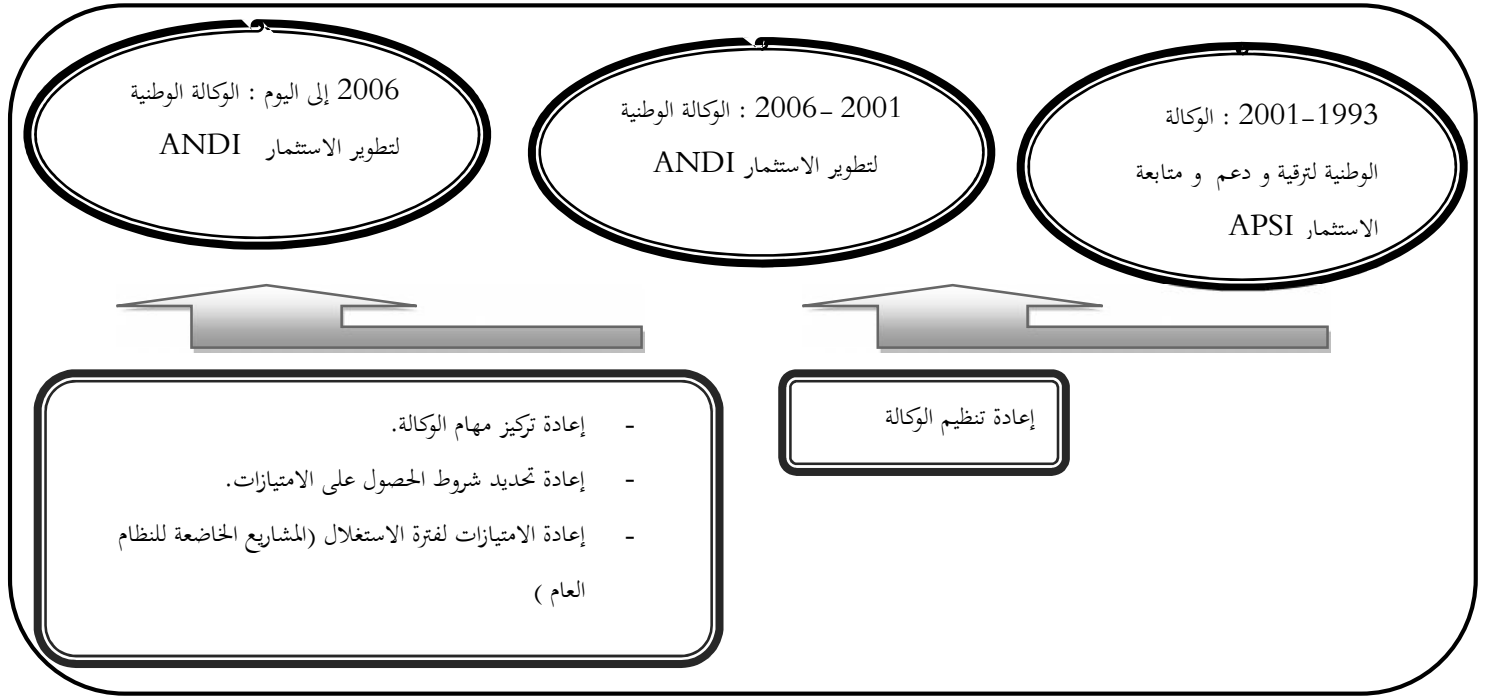 1993-2001 : الوكالة
الوطنية لترقية و دعم و متابعة
الاستثمار APSI
2001 - 2006 : الوكالة الوطنية
لتطوير الاستثمار ANDI
2006 إلى اليوم : الوكالة الوطنية
لتطوير الاستثمار ANDI
إعادة تنظيم الوكالة
- إعادة تركيز مهام الوكالة.
- إعادة تحديد شروط الحصول على الامتيازات.
- إعادة الامتيازات لفترة الاستغلال (المشاريع الخاضعة للنظام
العام )